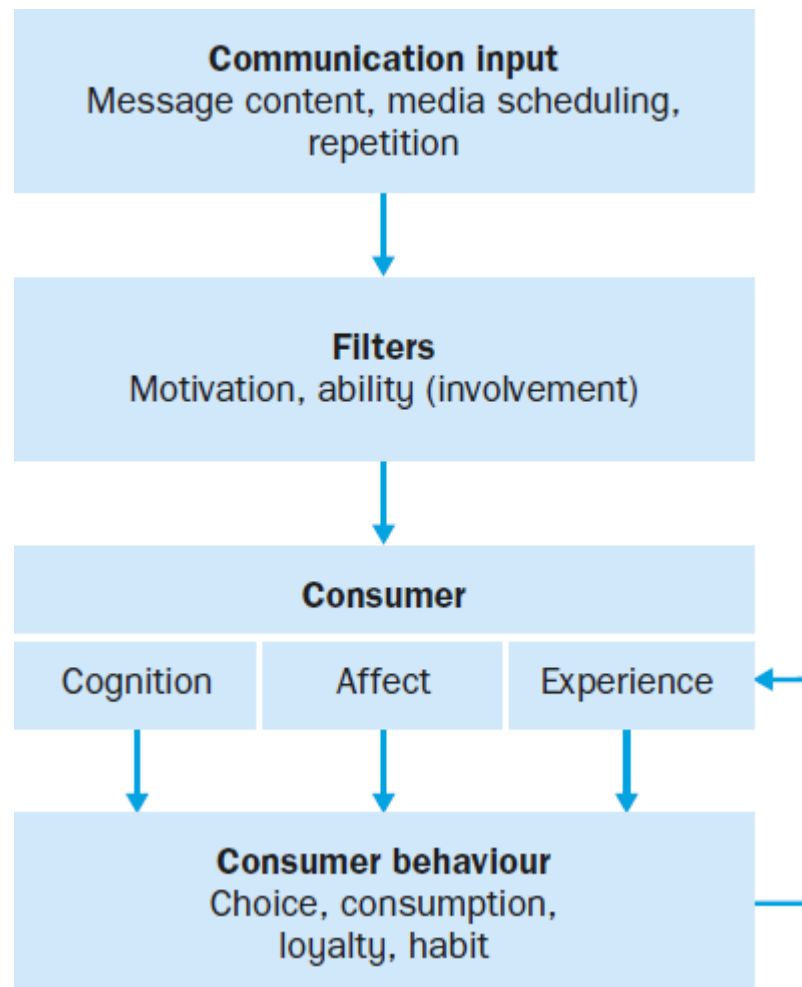 Communication input
Message content, media scheduling,
repetition
Filters
Motivation, ability (involvement)
Consumer
Cognition
Affect
Experience
Consumer behaviour
Choice, consumption,
loyalty, habit